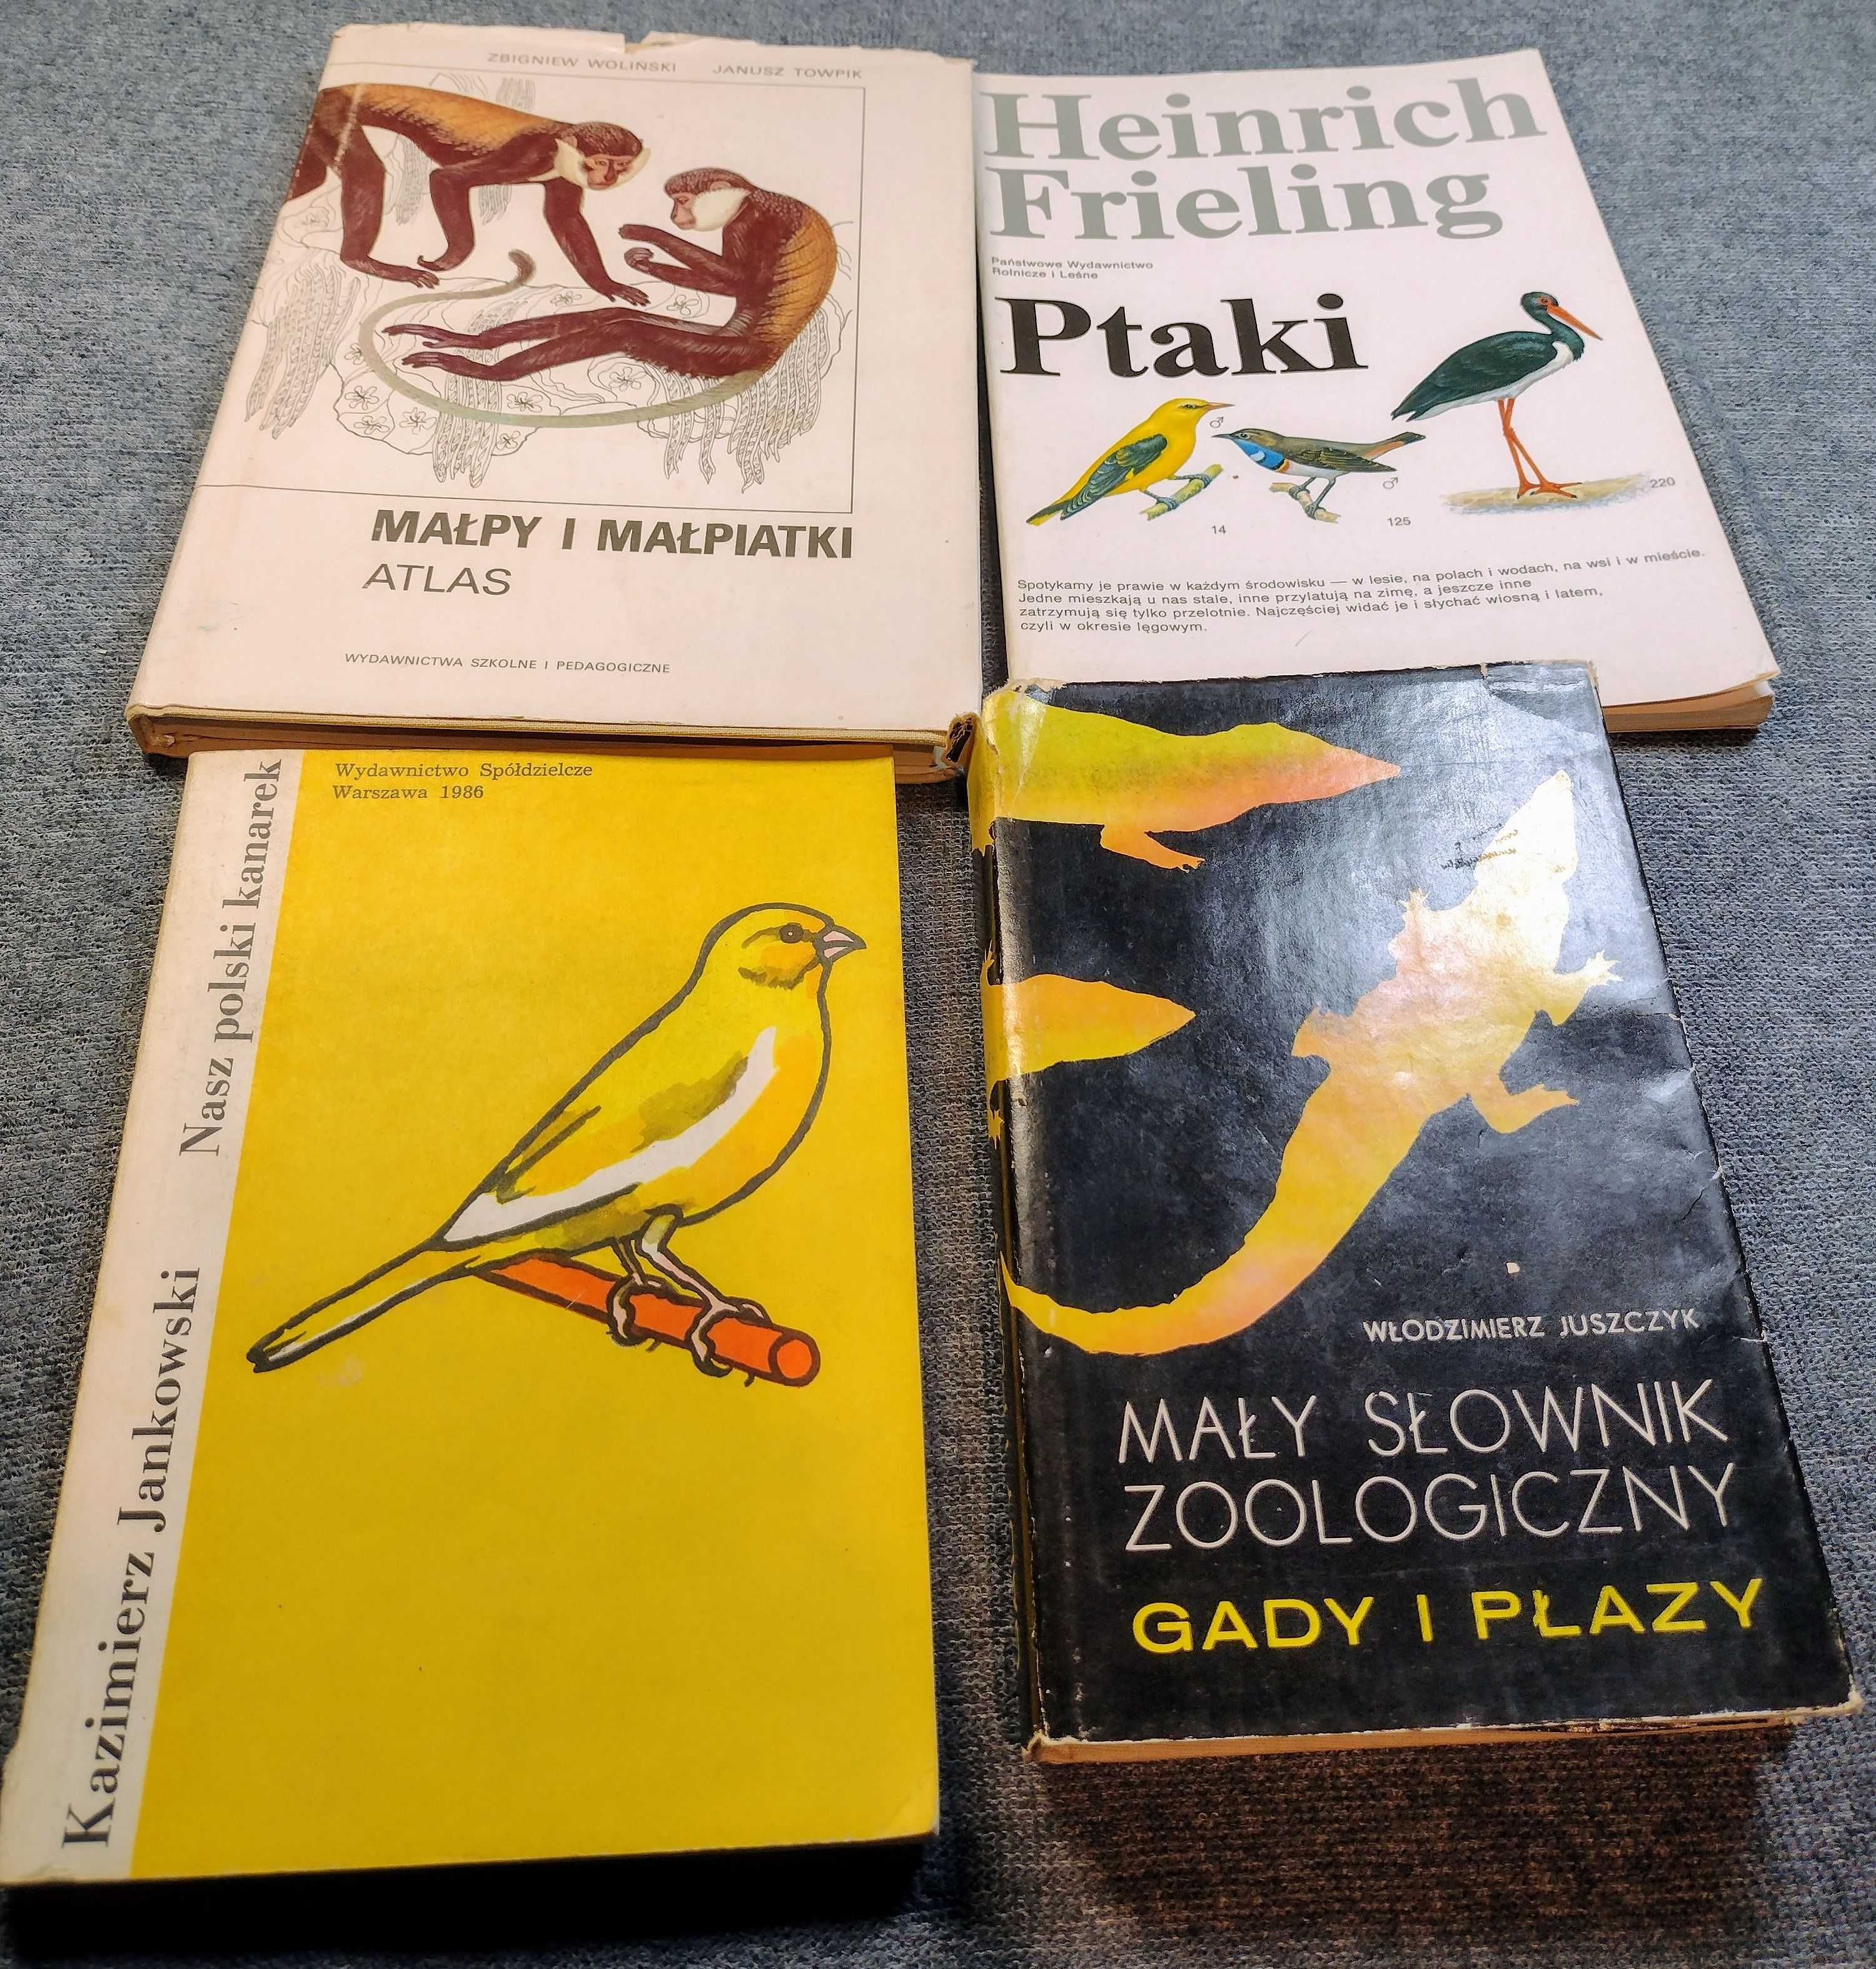 ZBIGNIEW WOLIŃSKI JANUSZ TOWPIK
MAŁPY I MAŁPIATKI
ATLAS
WYDAWNICTWA SZKOLNE I PEDAGOGICZNE
Heinrich
Frieling
Państwowe Wydawnictwo
Rolnicze i Leśne
Ptaki
♂
♂
220
14
125
Spotykamy je prawie w każdym środowisku — w lesie, na polach i wodach, na wsi i w mieście.
Jedne mieszkają u nas stale, inne przylatują na zimę, a jeszcze inne
zatrzymują się tylko przelotnie. Najczęściej widać je i słychać wiosną i latem,
czyli w okresie lęgowym.
Wydawnictwo Spółdzielcze
Warszawa 1986
Kazimierz Jankowski Nasz polski kanarek
WŁODZIMIERZ JUSZCZYK
MAŁY SŁOWNIK
ZOOLOGICZNY
GADY I PŁAZY